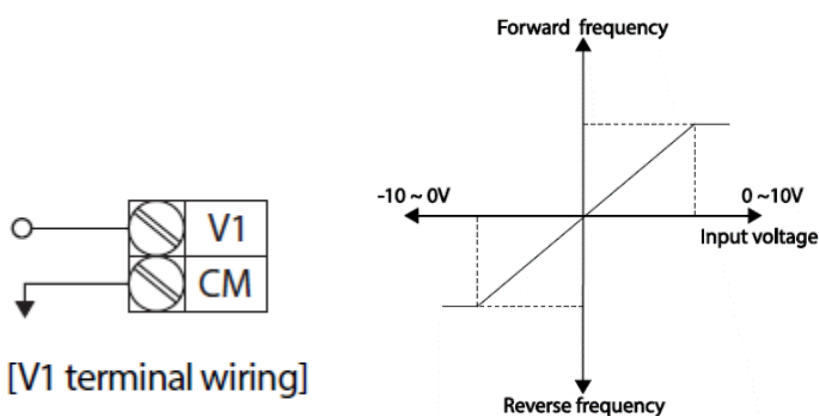 Forward frequency
-10 ~ 0V
0 ~10V
Input voltage
V1
CM
[V1 terminal wiring]
Reverse frequency